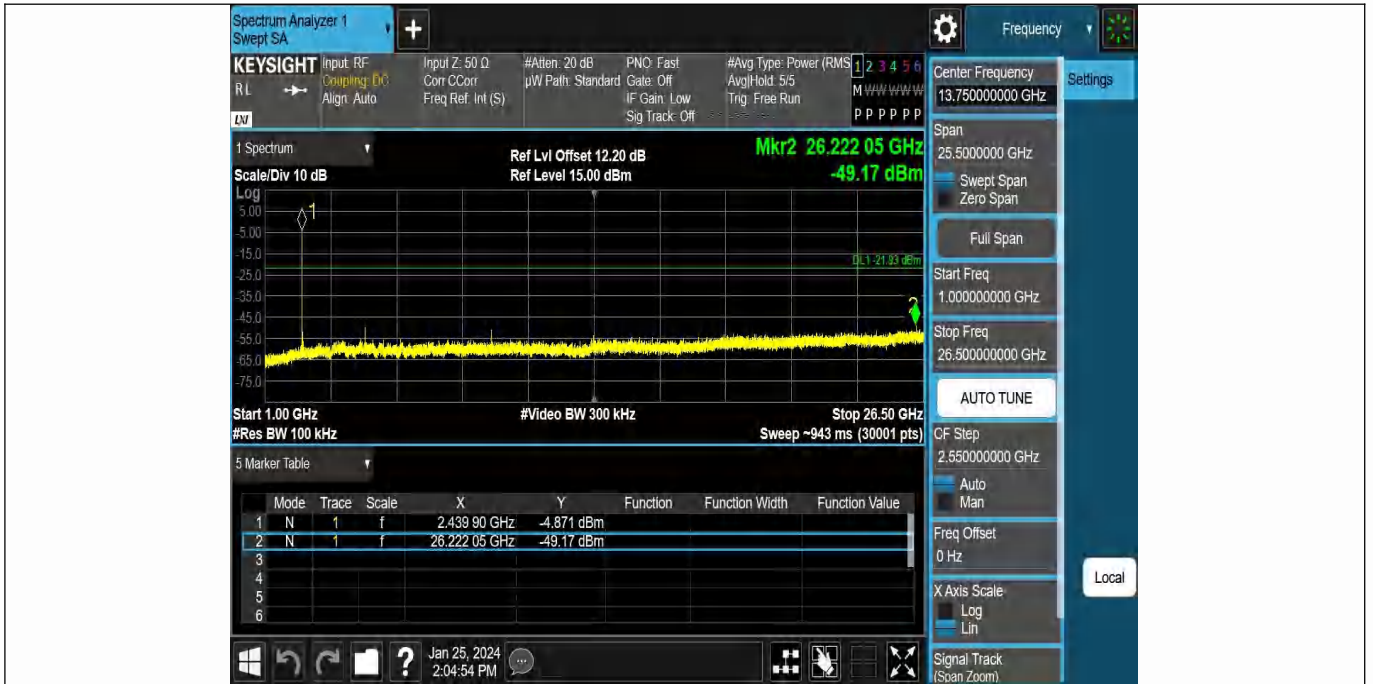 Spectrum Analyzer 1
Swept SA
+
Frequency
KEYSIGHT
RL
LXI
Input: RF
Coupling: DC
Align: Auto
Input Z: 50 Ω
Corr CCorr
Freq Ref: Int (S)
#Atten: 20 dB
µW Path: Standard
PNO: Fast
Gate: Off
IF Gain: Low
Sig Track: Off
#Avg Type: Power (RMS
Avg|Hold: 5/5
Trig: Free Run
1 2 3 4 5 6
M W W W W W
P P P P P P
1 Spectrum
Scale/Div 10 dB
Ref Lvl Offset 12.20 dB
Ref Level 15.00 dBm
Mkr2 26.222 05 GHz
-49.17 dBm
Log
5.00
-5.00
-15.0
-25.0
-35.0
-45.0
-55.0
-65.0
-75.0
1
DL1 -21.93 dBm
2
Start 1.00 GHz
#Res BW 100 kHz
#Video BW 300 kHz
Stop 26.50 GHz
Sweep ~943 ms (30001 pts)
5 Marker Table
Mode Trace Scale X Y Function Function Width Function Value
1 N 1 f 2.439 90 GHz -4.871 dBm
2 N 1 f 26.222 05 GHz -49.17 dBm
3
4
5
6
Jan 25, 2024
2:04:54 PM
?
Center Frequency
13.750000000 GHz
Settings
Span
25.5000000 GHz
Swept Span
Zero Span
Full Span
Start Freq
1.000000000 GHz
Stop Freq
26.500000000 GHz
AUTO TUNE
CF Step
2.550000000 GHz
Auto
Man
Freq Offset
0 Hz
X Axis Scale
Log
Lin
Signal Track
(Span Zoom)
Local